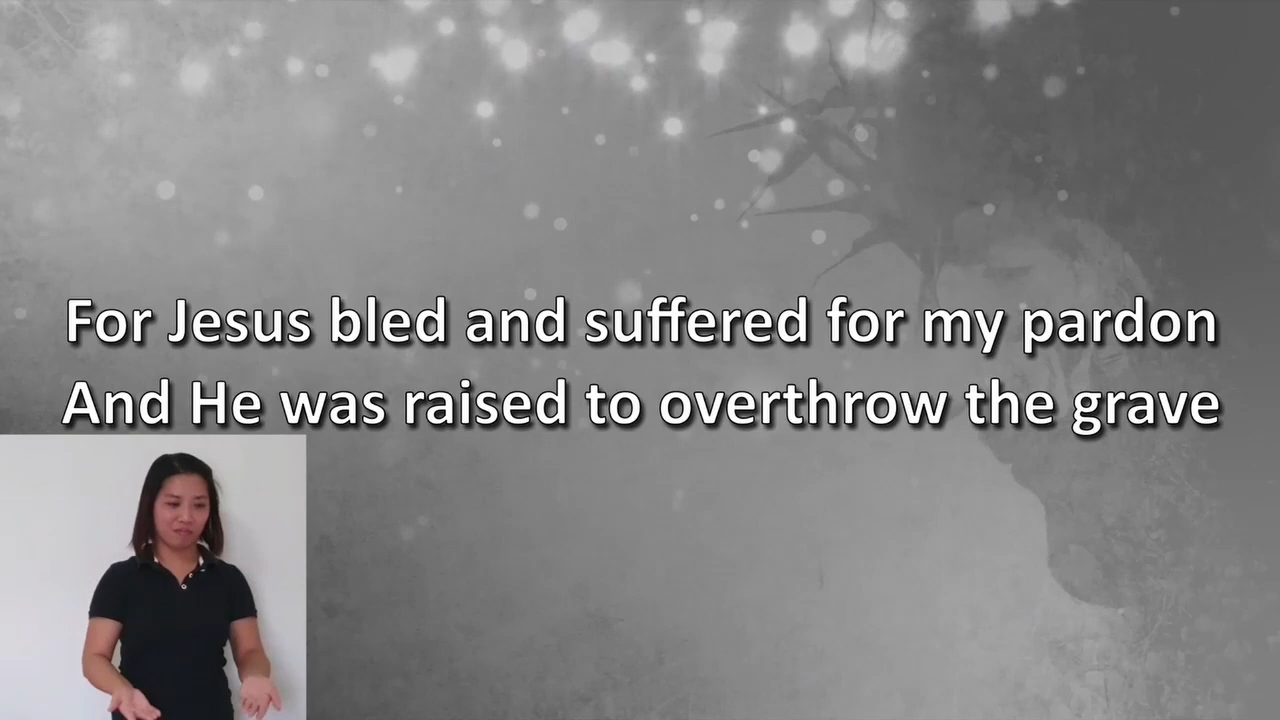 For Jesus bled and suffered for my pardon
And He was raised to overthrow the grave